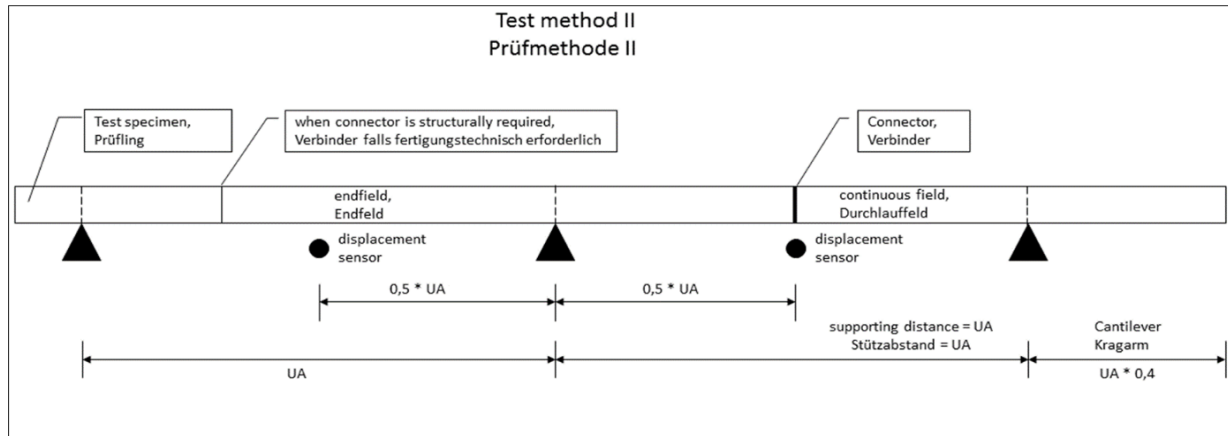 Test method II
Prüfmethode II
Test specimen,
Prüfling
when connector is structurally required,
Verbinder falls fertigungstechnisch erforderlich
Connector,
Verbinder
endfield,
Endfeld
continuous field,
Durchlauffeld
displacement
sensor
displacement
sensor
0,5 * UA
0,5 * UA
supporting distance = UA
Stützabstand = UA
Cantilever
Kragarm
UA
UA * 0,4